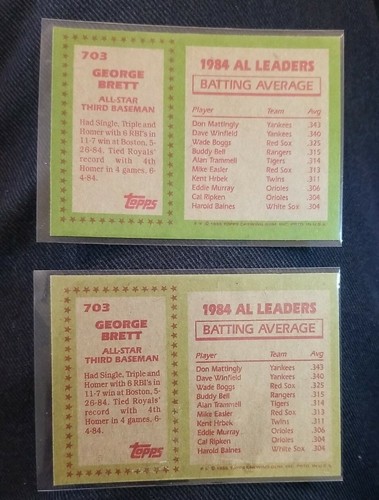 703
GEORGE
BRETT
ALL-STAR
THIRD BASEMAN
Had Single, Triple and
Homer with 6 RBI's in
11-7 win at Boston, 5-
26-84. Tied Royals'
record with 4th
Homer in 4 games, 6-
4-84.
Topps
1984 AL LEADERS
BATTING AVERAGE
Player Team Avg
Don Mattingly Yankees .343
Dave Winfield Yankees .340
Wade Boggs Red Sox .325
Buddy Bell Rangers .315
Alan Trammell Tigers .314
Mike Easler Red Sox .313
Kent Hrbek Twins .311
Eddie Murray Orioles .306
Cal Ripken Orioles .304
Harold Baines White Sox .304
703
GEORGE
BRETT
ALL-STAR
THIRD BASEMAN
Had Single, Triple and
Homer with 6 RBI's in
11-7 win at Boston, 5-
26-84. Tied Royals'
record with 4th
Homer in 4 games, 6-
4-84.
Topps
1984 AL LEADERS
BATTING AVERAGE
Player Team Avg
Don Mattingly Yankees .343
Dave Winfield Yankees .340
Wade Boggs Red Sox .325
Buddy Bell Rangers .315
Alan Trammell Tigers .314
Mike Easler Red Sox .313
Kent Hrbek Twins .311
Eddie Murray Orioles .306
Cal Ripken Orioles .304
Harold Baines White Sox .304